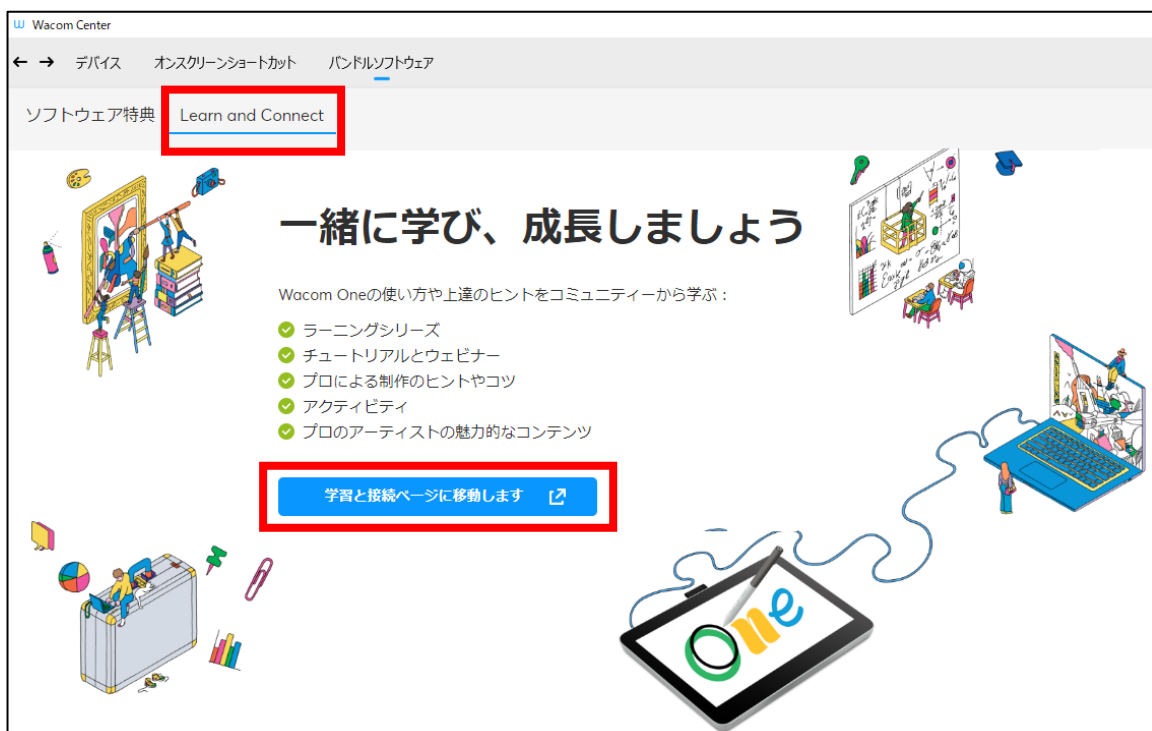 Wacom Center
← → デバイス オンスクリーンショートカット バンドルソフトウェア
ソフトウェア特典 Learn and Connect
一緒に学び、成長しましょう
Wacom Oneの使い方や上達のヒントをコミュニティーから学ぶ：
ラーニングシリーズ
チュートリアルとウェビナー
プロによる制作のヒントやコツ
アクティビティ
プロのアーティストの魅力的なコンテンツ
学習と接続ページに移動します
One